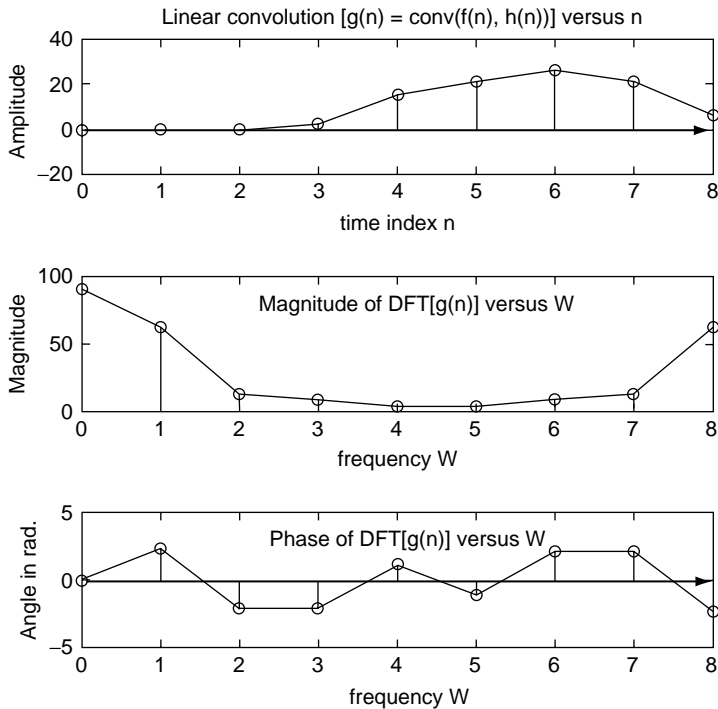 Linear convolution [g(n) = conv(f(n), h(n))] versus n
Amplitude
40
20
0
−20
0 1 2 3 4 5 6 7 8
time index n
Magnitude of DFT[g(n)] versus W
Magnitude
100
50
0
0 1 2 3 4 5 6 7 8
frequency W
Phase of DFT[g(n)] versus W
Angle in rad.
5
0
−5
0 1 2 3 4 5 6 7 8
frequency W